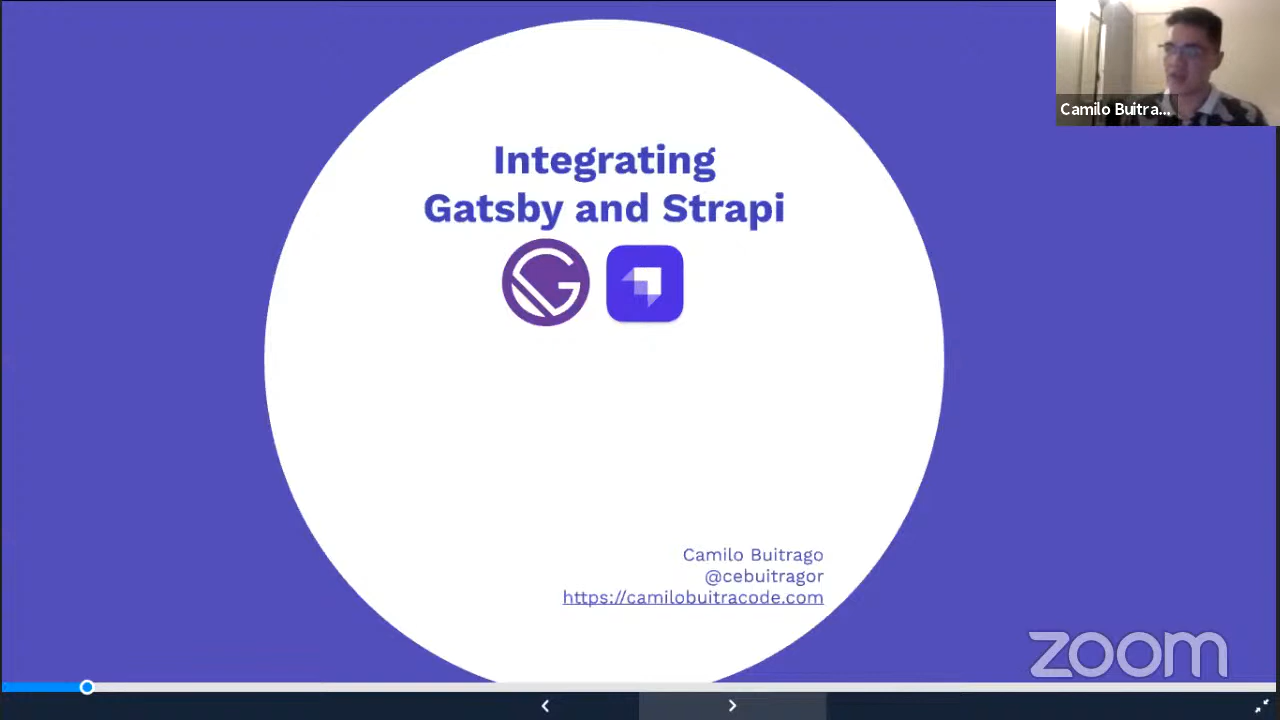 Camilo Buitra...
Integrating
Gatsby and Strapi
Camilo Buitrago
@cebuitragor
https://camilobuitracode.com
zoom